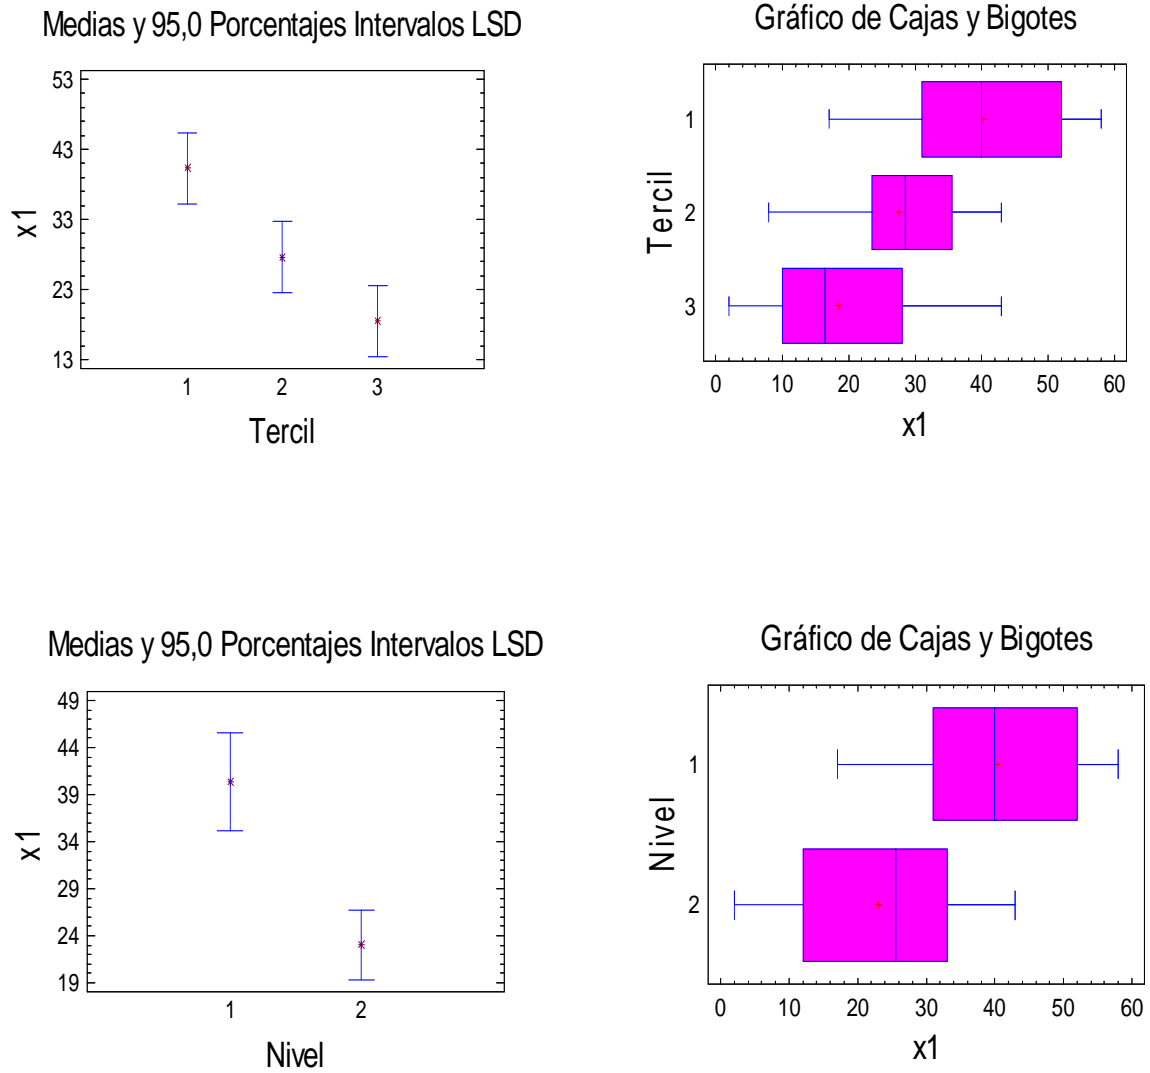 Medias y 95,0 Porcentajes Intervalos LSD
53
43
33
23
13
x1
1 2 3
Tercil
Gráfico de Cajas y Bigotes
1
2
3
Tercil
0 10 20 30 40 50 60
x1
Medias y 95,0 Porcentajes Intervalos LSD
49
44
39
34
29
24
19
x1
1 2
Nivel
Gráfico de Cajas y Bigotes
1
2
Nivel
0 10 20 30 40 50 60
x1